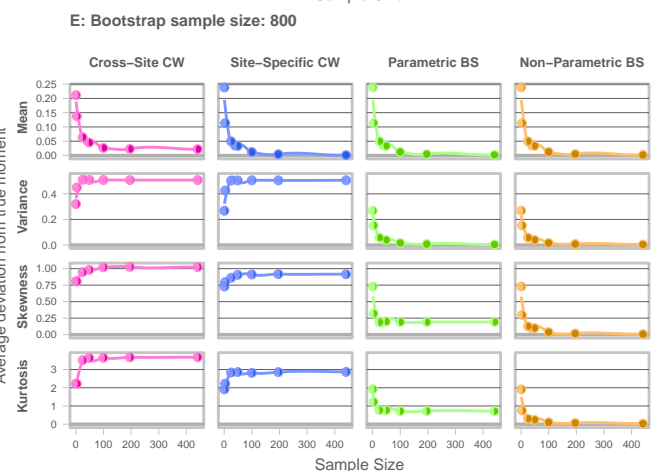 E: Bootstrap sample size: 800
Cross−Site CW Site−Specific CW Parametric BS Non−Parametric BS
Average deviation from true moment
Mean
0.25
0.20
0.15
0.10
0.05
0.00
Variance
0.4
0.2
0.0
Skewness
1.00
0.75
0.50
0.25
0.00
Kurtosis
3
2
1
0
0 100 200 300 400 0 100 200 300 400 0 100 200 300 400 0 100 200 300 400
Sample Size